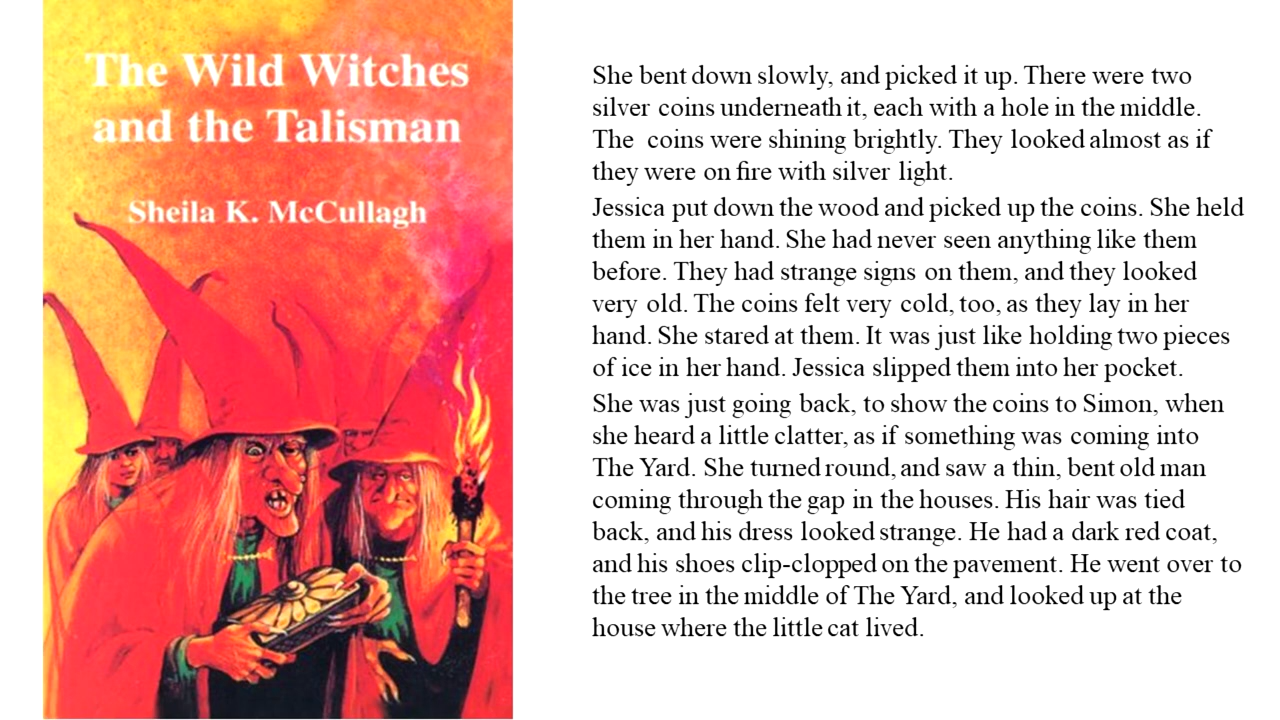 The Wild Witches
and the Talisman
Sheila K. McCullagh
She bent down slowly, and picked it up. There were two
silver coins underneath it, each with a hole in the middle.
The  coins were shining brightly. They looked almost as if
they were on fire with silver light.
Jessica put down the wood and picked up the coins. She held
them in her hand. She had never seen anything like them
before. They had strange signs on them, and they looked
very old. The coins felt very cold, too, as they lay in her
hand. She stared at them. It was just like holding two pieces
of ice in her hand. Jessica slipped them into her pocket.
She was just going back, to show the coins to Simon, when
she heard a little clatter, as if something was coming into
The Yard. She turned round, and saw a thin, bent old man
coming through the gap in the houses. His hair was tied
back, and his dress looked strange. He had a dark red coat,
and his shoes clip-clopped on the pavement. He went over to
the tree in the middle of The Yard, and looked up at the
house where the little cat lived.